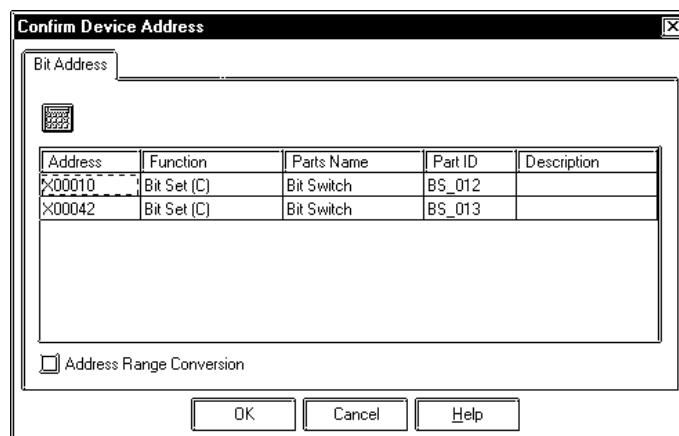 Confirm Device Address
Bit Address
Address Function Parts Name Part ID Description
X00010 Bit Set (C) Bit Switch BS_012
X00042 Bit Set (C) Bit Switch BS_013
Address Range Conversion
OK Cancel Help